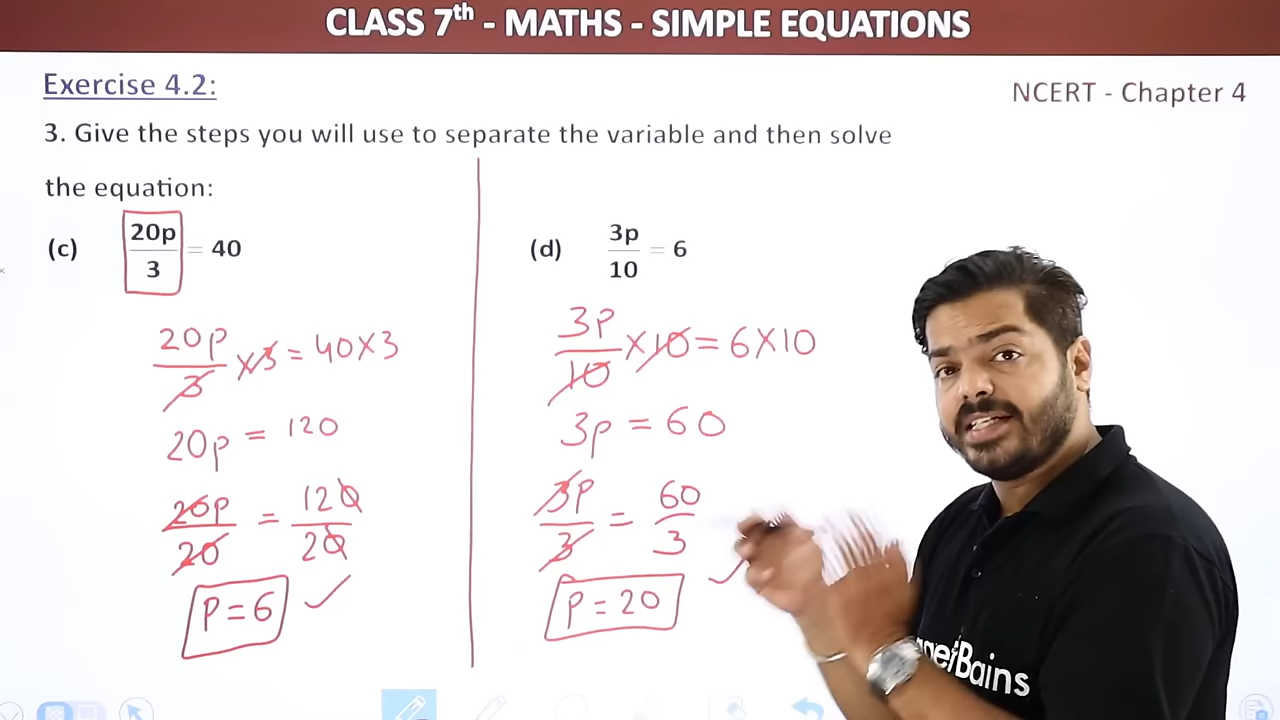 CLASS 7th - MATHS - SIMPLE EQUATIONS
Exercise 4.2:
NCERT - Chapter 4
3. Give the steps you will use to separate the variable and then solve
the equation:
(c) 20p/3 = 40
20p/3 × 3 = 40 × 3
20p = 120
20p/20 = 120/20
p = 6 ✓
(d) 3p/10 = 6
3p/10 × 10 = 6 × 10
3p = 60
3p/3 = 60/3
p = 20 ✓
Bains